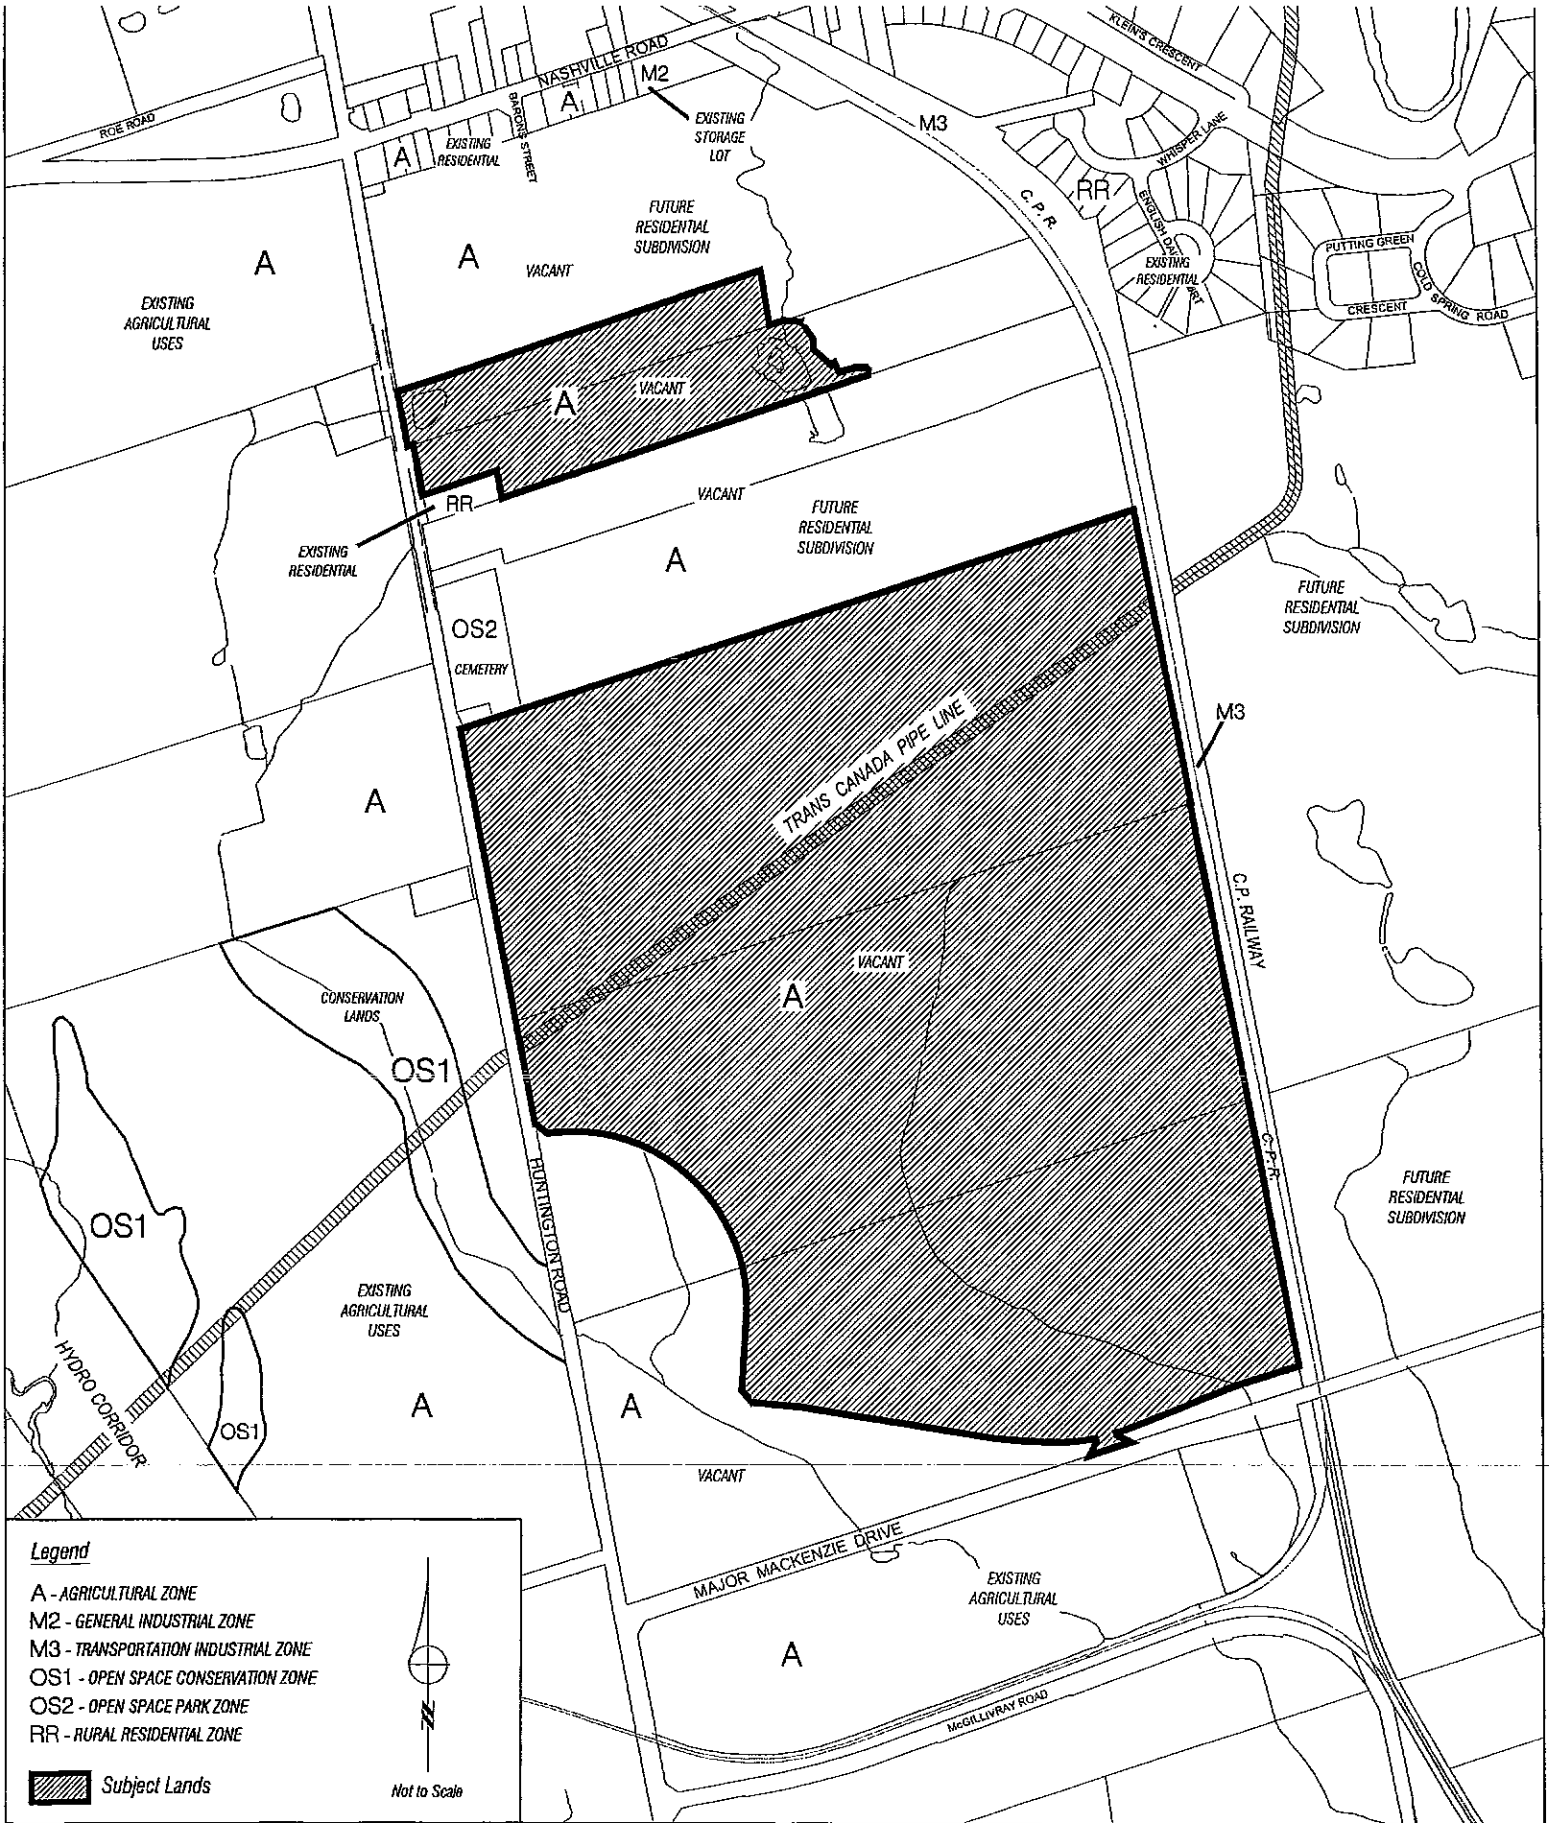 KLEIN'S CRESCENT
NASHVILLE ROAD
M2
A
ROE ROAD
BARONS STREET
EXISTING
STORAGE
LOT
M3
WHISPER LANE
A
EXISTING
RESIDENTIAL
C.P.R.
RR
FUTURE
RESIDENTIAL
SUBDIVISION
PUTTING GREEN
CRESCENT
COLD SPRING ROAD
EXISTING
RESIDENTIAL
A
A
VACANT
EXISTING
AGRICULTURAL
USES
A
VACANT
RR
VACANT
FUTURE
RESIDENTIAL
SUBDIVISION
EXISTING
RESIDENTIAL
A
FUTURE
RESIDENTIAL
SUBDIVISION
OS2
CEMETERY
TRANS CANADA PIPE LINE
M3
A
C.P. RAILWAY
VACANT
A
CONSERVATION
LANDS
OS1
C.P.R.
HUNTINGTON ROAD
FUTURE
RESIDENTIAL
SUBDIVISION
OS1
EXISTING
AGRICULTURAL
USES
HYDRO CORRIDOR
OS1
A
A
VACANT
MAJOR MACKENZIE DRIVE
EXISTING
AGRICULTURAL
USES
A
McGILLIVRAY ROAD
Legend
A - AGRICULTURAL ZONE
M2 - GENERAL INDUSTRIAL ZONE
M3 - TRANSPORTATION INDUSTRIAL ZONE
OS1 - OPEN SPACE CONSERVATION ZONE
OS2 - OPEN SPACE PARK ZONE
RR - RURAL RESIDENTIAL ZONE
Subject Lands
N
Not to Scale